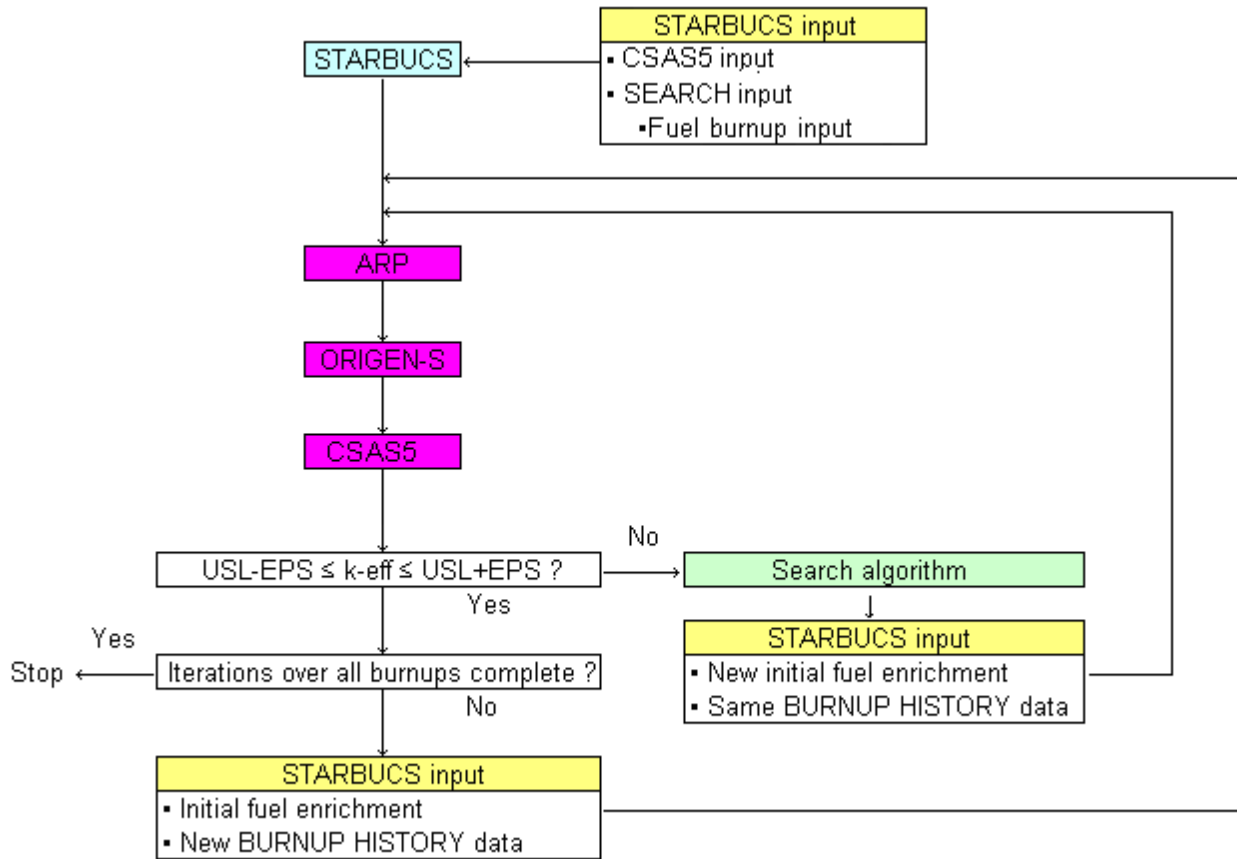 STARBUCS input
STARBUCS
▪ CSAS5 input
▪ SEARCH input
▪Fuel burnup input
ARP
ORIGEN-S
CSAS5
USL-EPS ≤ k-eff ≤ USL+EPS ?
No
Search algorithm
Yes
STARBUCS input
▪ New initial fuel enrichment
▪ Same BURNUP HISTORY data
Yes
Stop
Iterations over all burnups complete ?
No
STARBUCS input
▪ Initial fuel enrichment
▪ New BURNUP HISTORY data